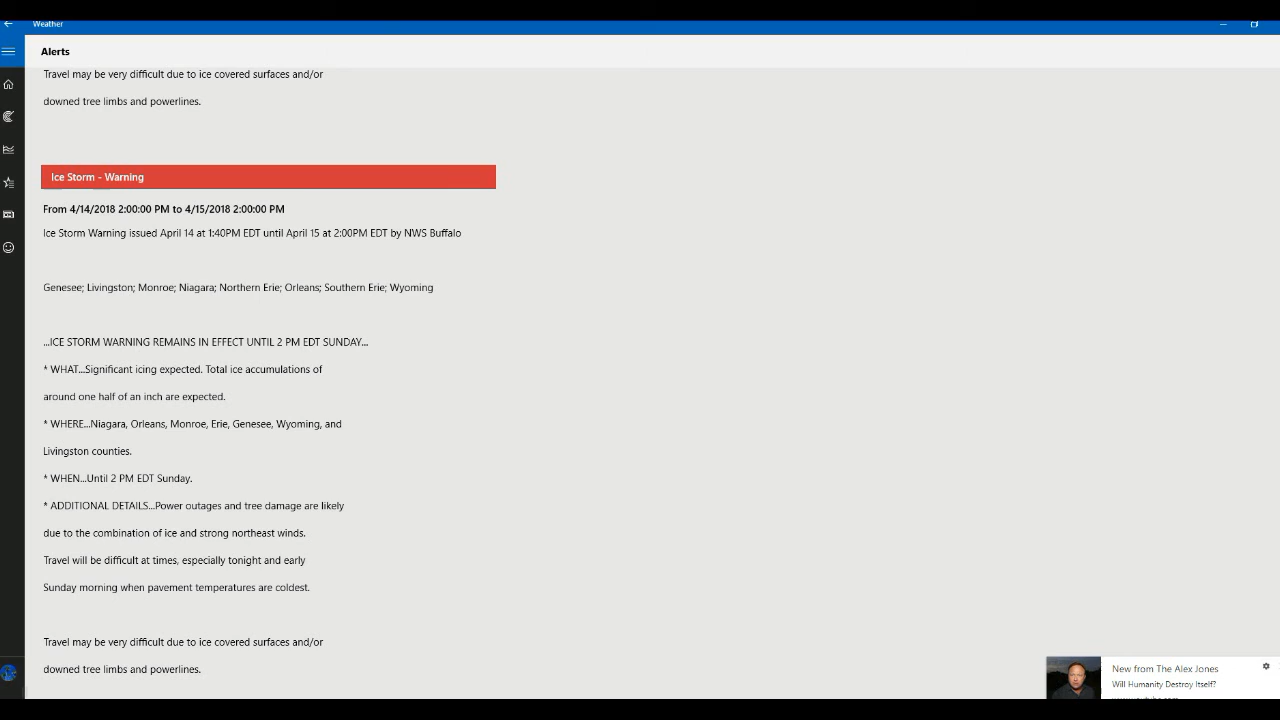 Weather
Alerts
Travel may be very difficult due to ice covered surfaces and/or
downed tree limbs and powerlines.
Ice Storm - Warning
From 4/14/2018 2:00:00 PM to 4/15/2018 2:00:00 PM
Ice Storm Warning issued April 14 at 1:40PM EDT until April 15 at 2:00PM EDT by NWS Buffalo
Genesee; Livingston; Monroe; Niagara; Northern Erie; Orleans; Southern Erie; Wyoming
...ICE STORM WARNING REMAINS IN EFFECT UNTIL 2 PM EDT SUNDAY...
* WHAT...Significant icing expected. Total ice accumulations of
around one half of an inch are expected.
* WHERE...Niagara, Orleans, Monroe, Erie, Genesee, Wyoming, and
Livingston counties.
* WHEN...Until 2 PM EDT Sunday.
* ADDITIONAL DETAILS...Power outages and tree damage are likely
due to the combination of ice and strong northeast winds.
Travel will be difficult at times, especially tonight and early
Sunday morning when pavement temperatures are coldest.
Travel may be very difficult due to ice covered surfaces and/or
downed tree limbs and powerlines.
New from The Alex Jones
Will Humanity Destroy Itself?